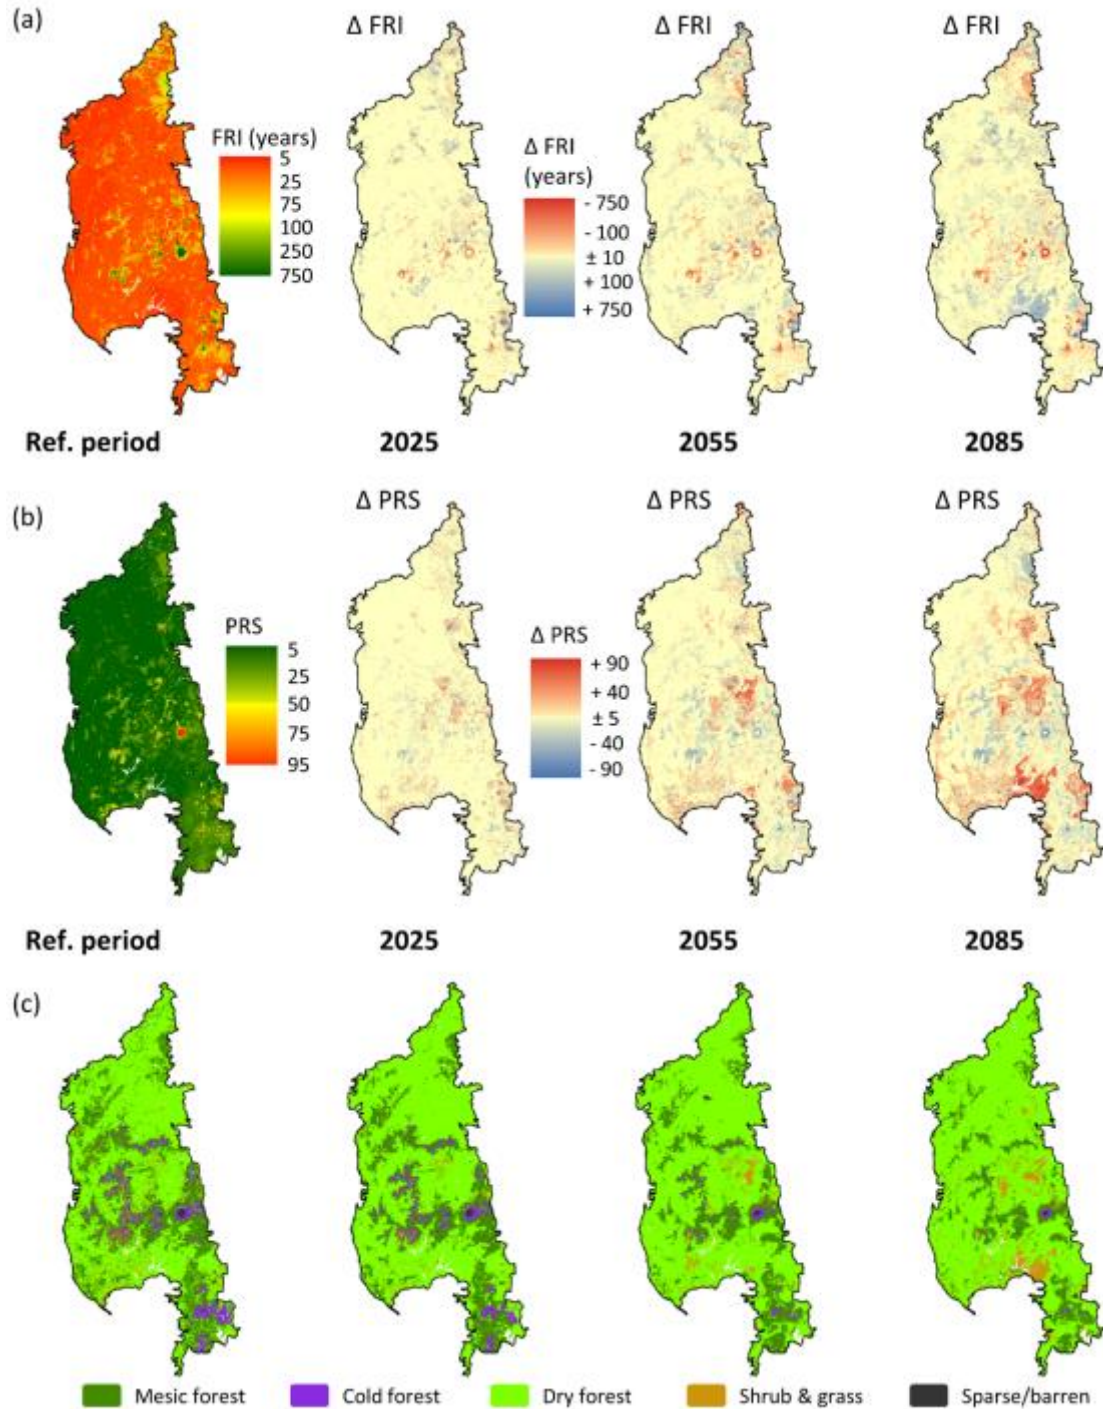 (a)
Δ FRI
Δ FRI
Δ FRI
FRI (years)
5
25
75
100
250
750
Δ FRI
(years)
- 750
- 100
± 10
+ 100
+ 750
Ref. period
2025
2055
2085
(b)
Δ PRS
Δ PRS
Δ PRS
PRS
5
25
50
75
95
Δ PRS
+ 90
+ 40
± 5
- 40
- 90
Ref. period
2025
2055
2085
(c)
Mesic forest
Cold forest
Dry forest
Shrub & grass
Sparse/barren